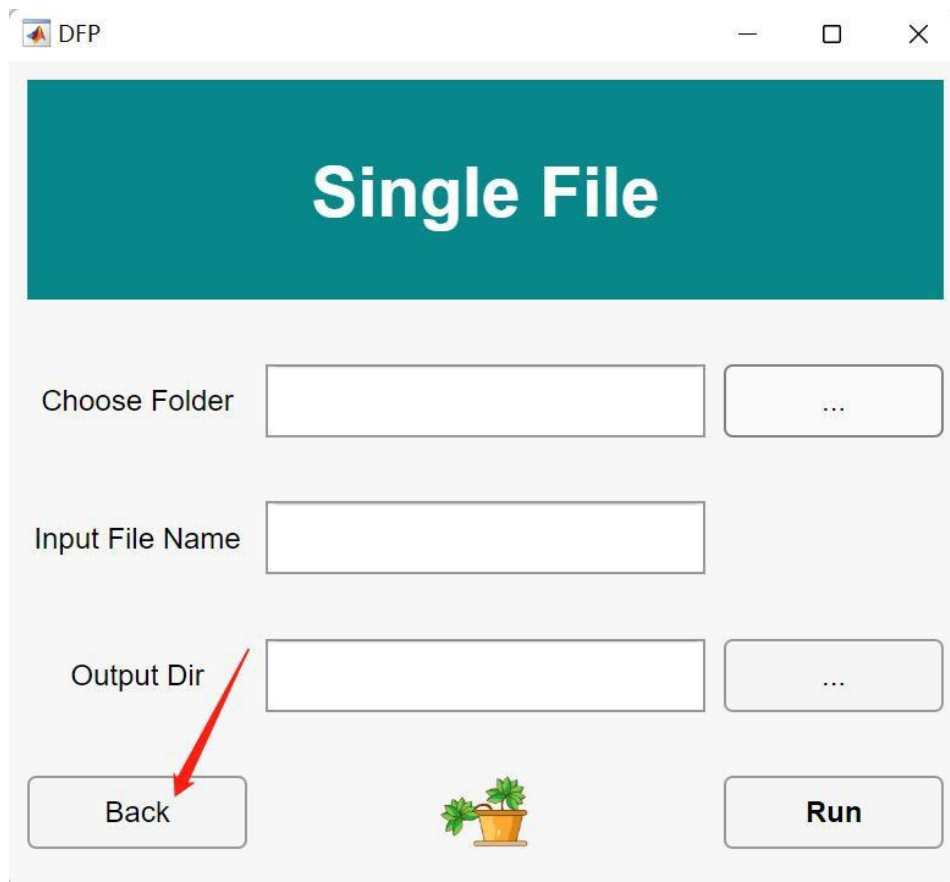 DFP
Single File
Choose Folder
...
Input File Name
Output Dir
...
Back
Run